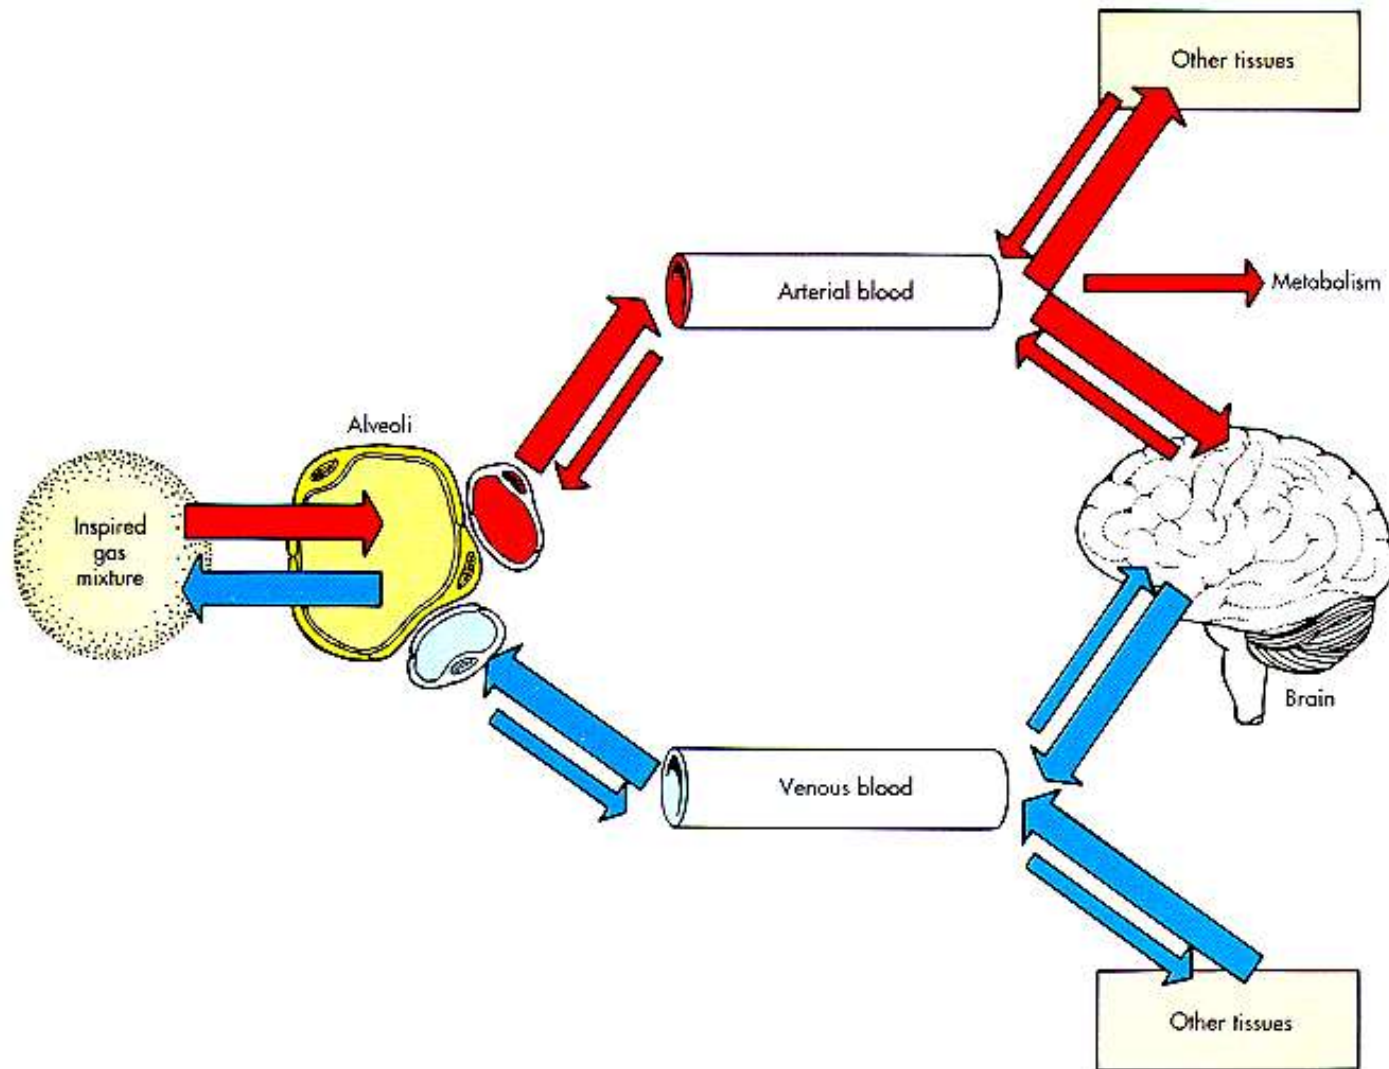 Other tissues
Arterial blood
Metabolism
Alveoli
Inspired
gas
mixture
Brain
Venous blood
Other tissues